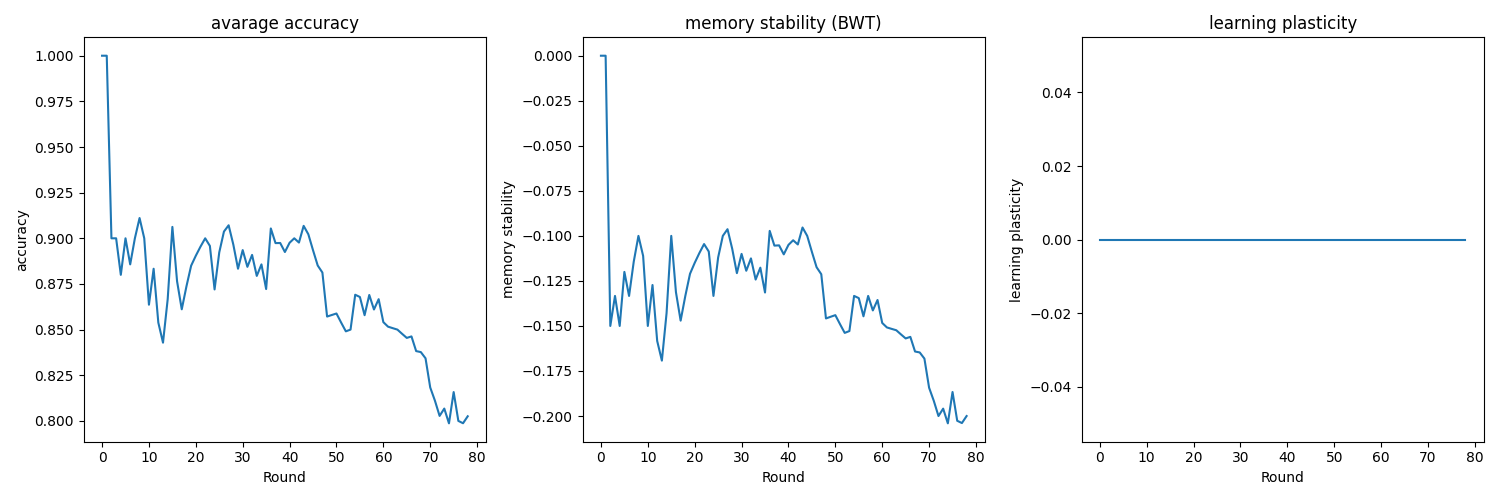 avarage accuracy
accuracy
1.000
0.975
0.950
0.925
0.900
0.875
0.850
0.825
0.800
0 10 20 30 40 50 60 70 80
Round
memory stability (BWT)
memory stability
0.000
−0.025
−0.050
−0.075
−0.100
−0.125
−0.150
−0.175
−0.200
0 10 20 30 40 50 60 70 80
Round
learning plasticity
learning plasticity
0.04
0.02
0.00
−0.02
−0.04
0 10 20 30 40 50 60 70 80
Round